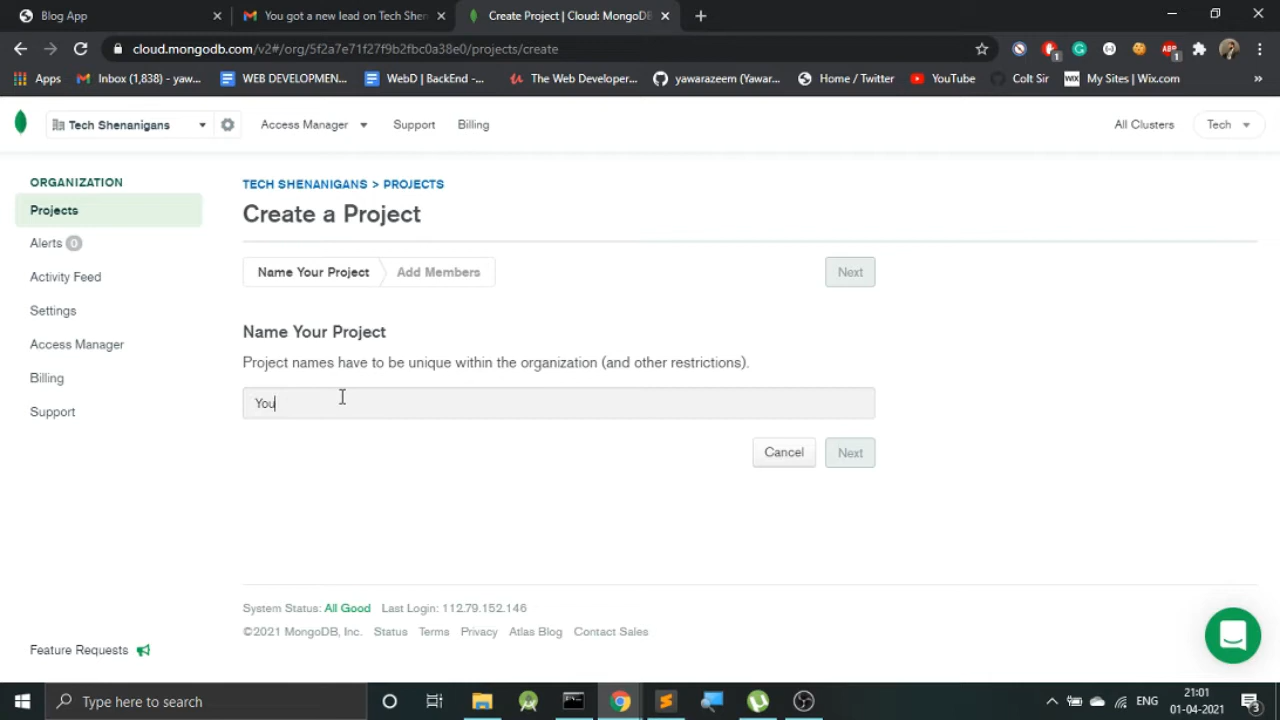 Blog App
You got a new lead on Tech Shen
Create Project | Cloud: MongoDB
cloud.mongodb.com/v2#/org/5f2a7e71f27f9b2fbc0a38e0/projects/create
Apps
Inbox (1,838) - yaw...
WEB DEVELOPMEN...
WebD | BackEnd -...
The Web Developer...
yawarazeem (Yawar...
Home / Twitter
YouTube
Colt Sir
My Sites | Wix.com
Tech Shenanigans
Access Manager
Support
Billing
All Clusters
Tech
ORGANIZATION
Projects
Alerts 0
Activity Feed
Settings
Access Manager
Billing
Support
Feature Requests
TECH SHENANIGANS > PROJECTS
Create a Project
Name Your Project
Add Members
Next
Name Your Project
Project names have to be unique within the organization (and other restrictions).
You
Cancel
Next
System Status: All Good Last Login: 112.79.152.146
©2021 MongoDB, Inc. Status Terms Privacy Atlas Blog Contact Sales
Type here to search
ENG
21:01
01-04-2021
3